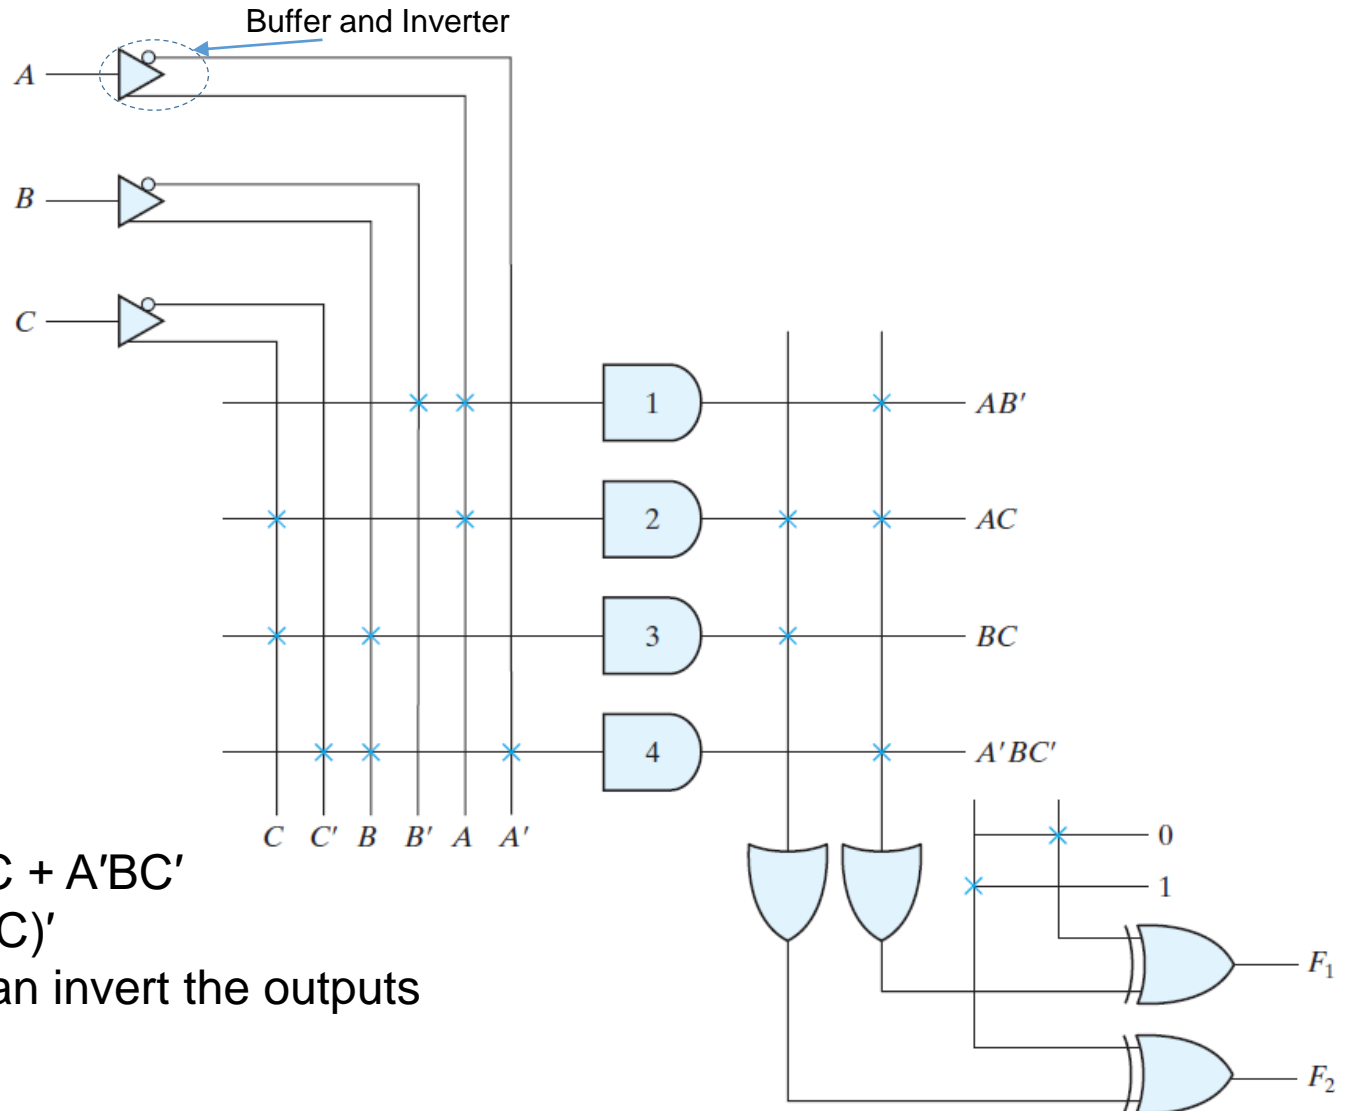 Buffer and Inverter
A
B
C
1 AB′
2 AC
3 BC
4 A′BC′
C C′ B B′ A A′
0
1
C + A′BC′
C)′
an invert the outputs
F1
F2